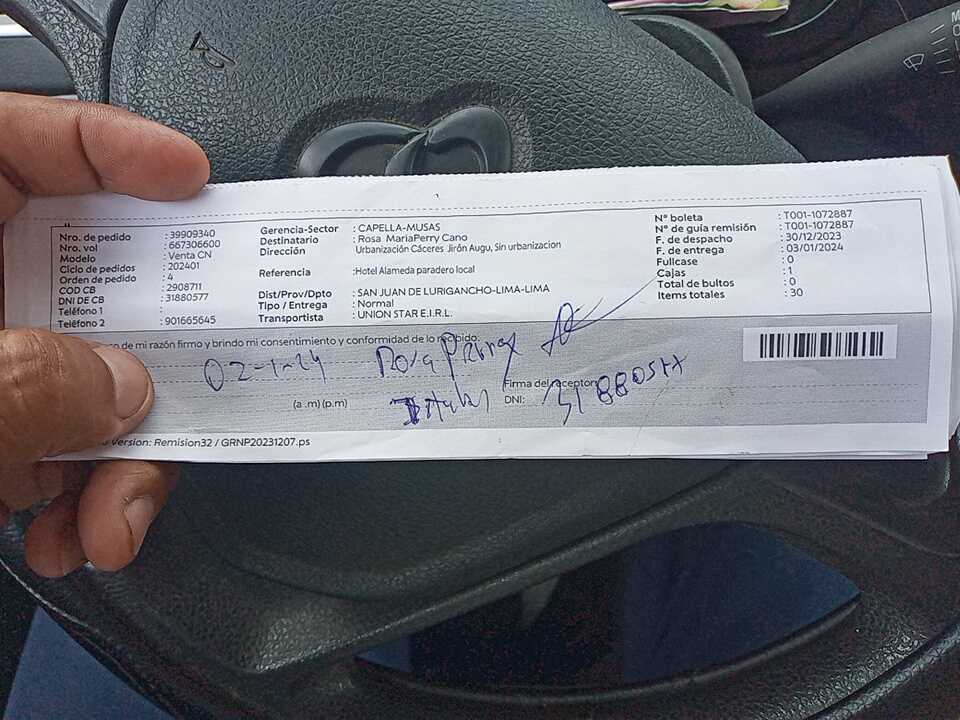 Nro. de pedido : 39909340
Nro. vol : 667306600
Modelo : Venta CN
Ciclo de pedidos : 202401
Orden de pedido : 4
COD CB : 2908711
DNI DE CB : 31880577
Teléfono 1 :
Teléfono 2 : 901665645
Gerencia-Sector : CAPELLA-MUSAS
Destinatario : Rosa MariaPerry Cano
Dirección Urbanización Cáceres Jirón Augu, Sin urbanizacion
Referencia :Hotel Alameda paradero local
Dist/Prov/Dpto : SAN JUAN DE LURIGANCHO-LIMA-LIMA
Tipo / Entrega : Normal
Transportista : UNION STAR E.I.R.L.
N° boleta : T001-1072887
N° de guía remisión : T001-1072887
F. de despacho : 30/12/2023
F. de entrega : 03/01/2024
Fullcase : 0
Cajas : 1
Total de bultos : 0
Items totales : 30
de mi razón firmo y brindo mi consentimiento y conformidad de lo recibido.
02-1-24 Rosa Perry
(a .m) (p.m)
Firma del receptor
DNI: 31880577
Version: Remision32 / GRNP20231207.ps